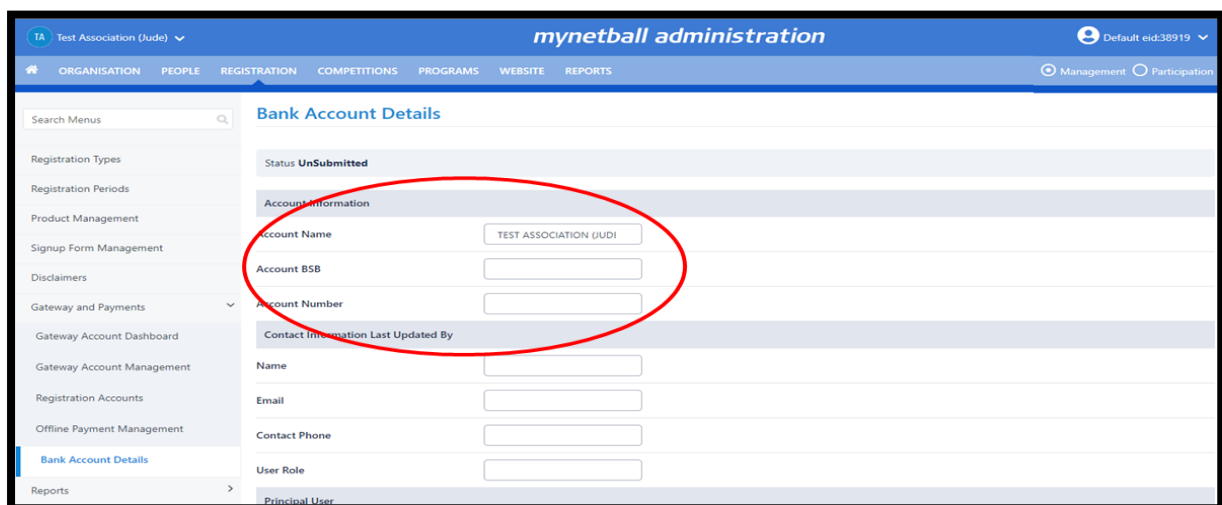 TA Test Association (Jude) mynetball administration Default eid:38919
ORGANISATION PEOPLE REGISTRATION COMPETITIONS PROGRAMS WEBSITE REPORTS Management Participation
Search Menus
Registration Types
Registration Periods
Product Management
Signup Form Management
Disclaimers
Gateway and Payments
Gateway Account Dashboard
Gateway Account Management
Registration Accounts
Offline Payment Management
Bank Account Details
Reports
Bank Account Details
Status UnSubmitted
Account Information
Account Name TEST ASSOCIATION (JUDI
Account BSB
Account Number
Contact Information Last Updated By
Name
Email
Contact Phone
User Role
Principal User